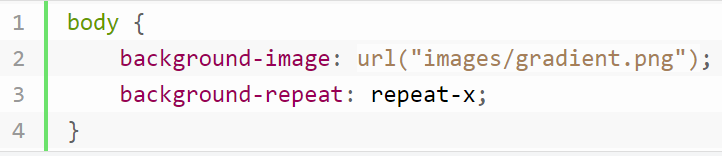 1 body {
2 background-image: url("images/gradient.png");
3 background-repeat: repeat-x;
4 }